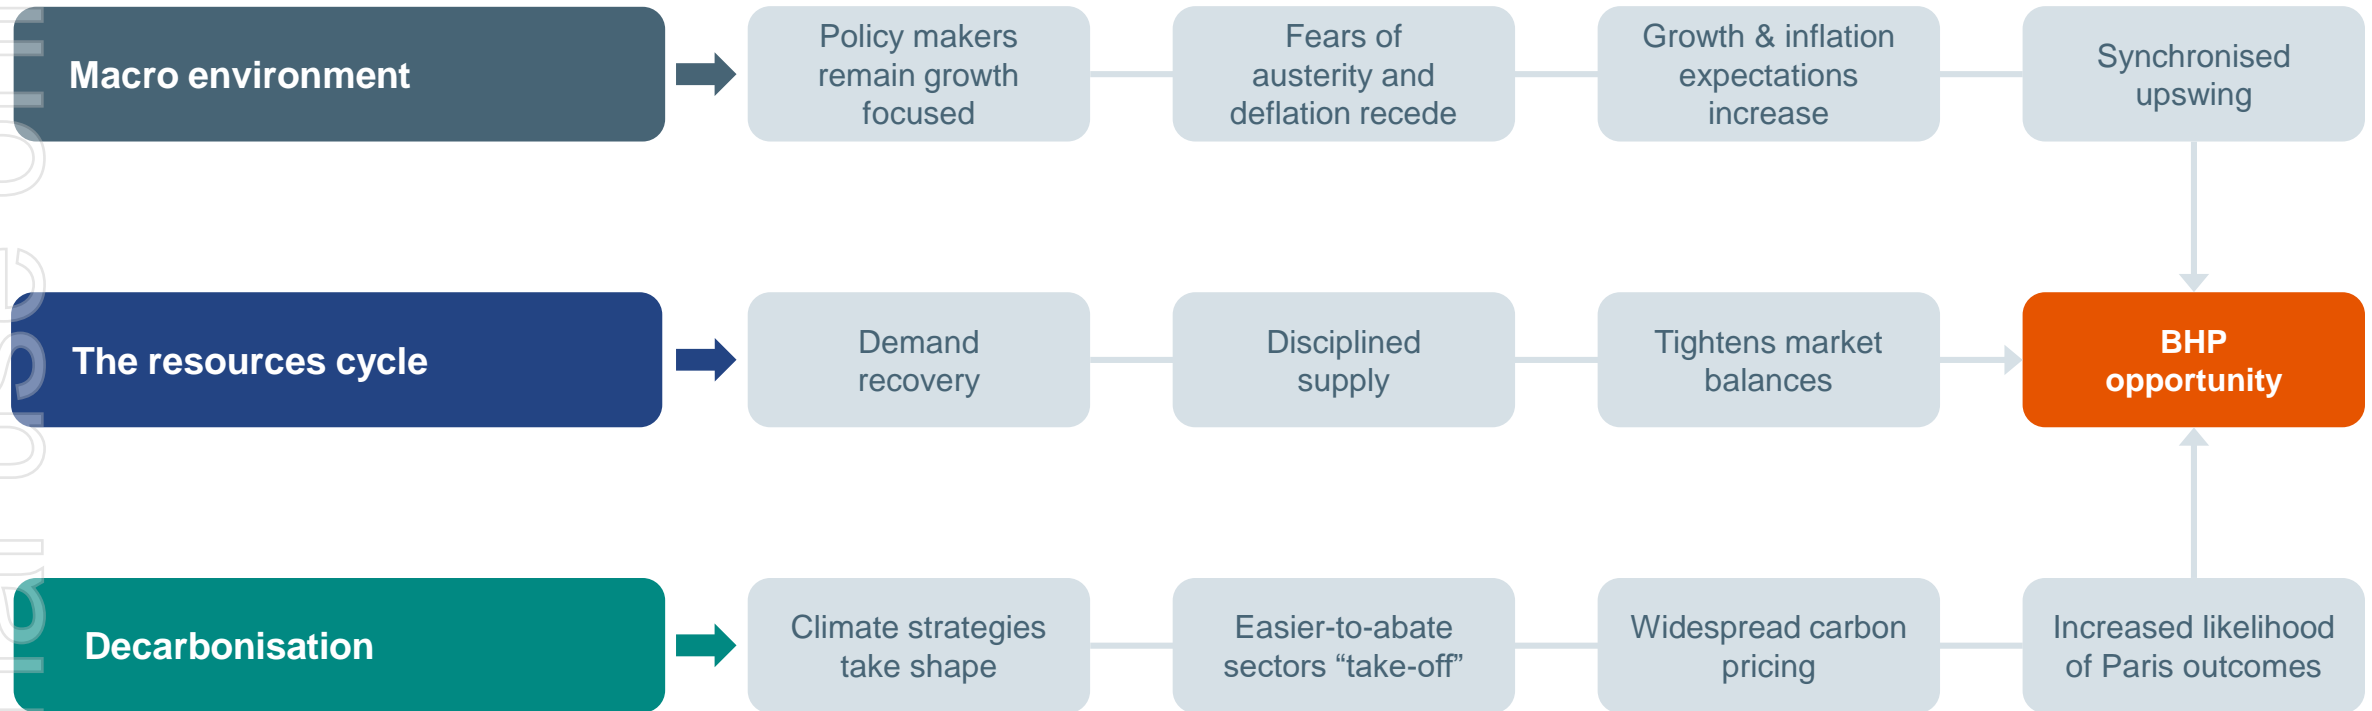 Macro environment
Policy makers
remain growth
focused
Fears of
austerity and
deflation recede
Growth & inflation
expectations
increase
Synchronised
upswing
The resources cycle
Demand
recovery
Disciplined
supply
Tightens market
balances
BHP
opportunity
Decarbonisation
Climate strategies
take shape
Easier-to-abate
sectors “take-off”
Widespread carbon
pricing
Increased likelihood
of Paris outcomes
use